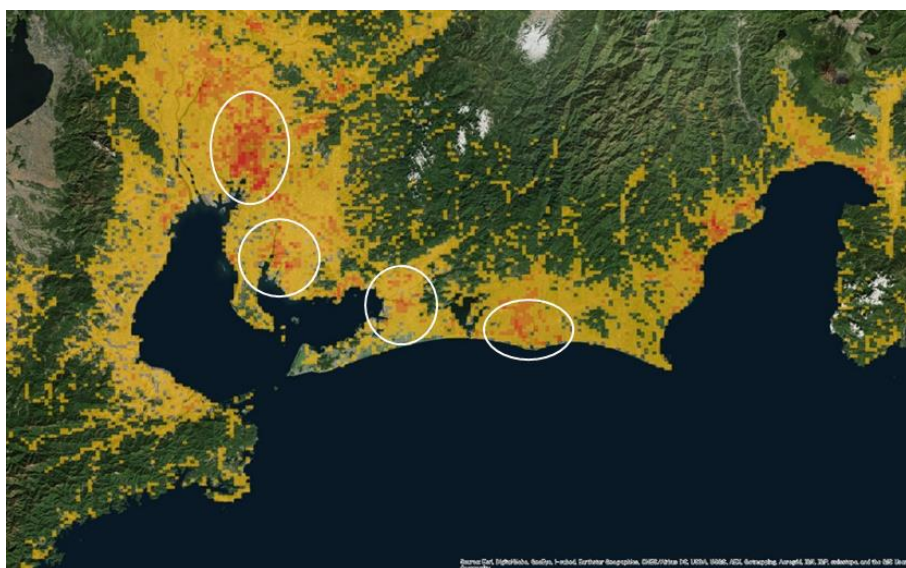 Source: Esri, DigitalGlobe, GeoEye, Earthstar Geographics, CNES/Airbus DS, USDA, USGS, AEX, Getmapping, Aerogrid, IGN, IGP, swisstopo, and the GIS User
Community